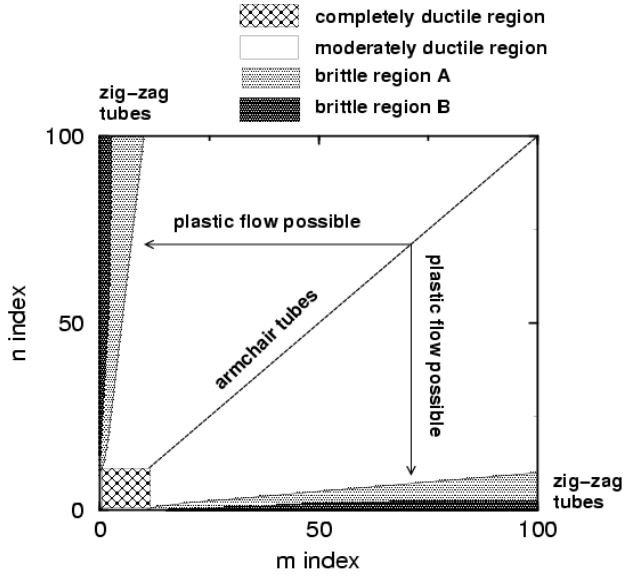 completely ductile region
moderately ductile region
brittle region A
brittle region B
zig-zag
tubes
100
plastic flow possible
plastic flow possible
armchair tubes
n index
50
zig-zag
tubes
0
0
50
100
m index